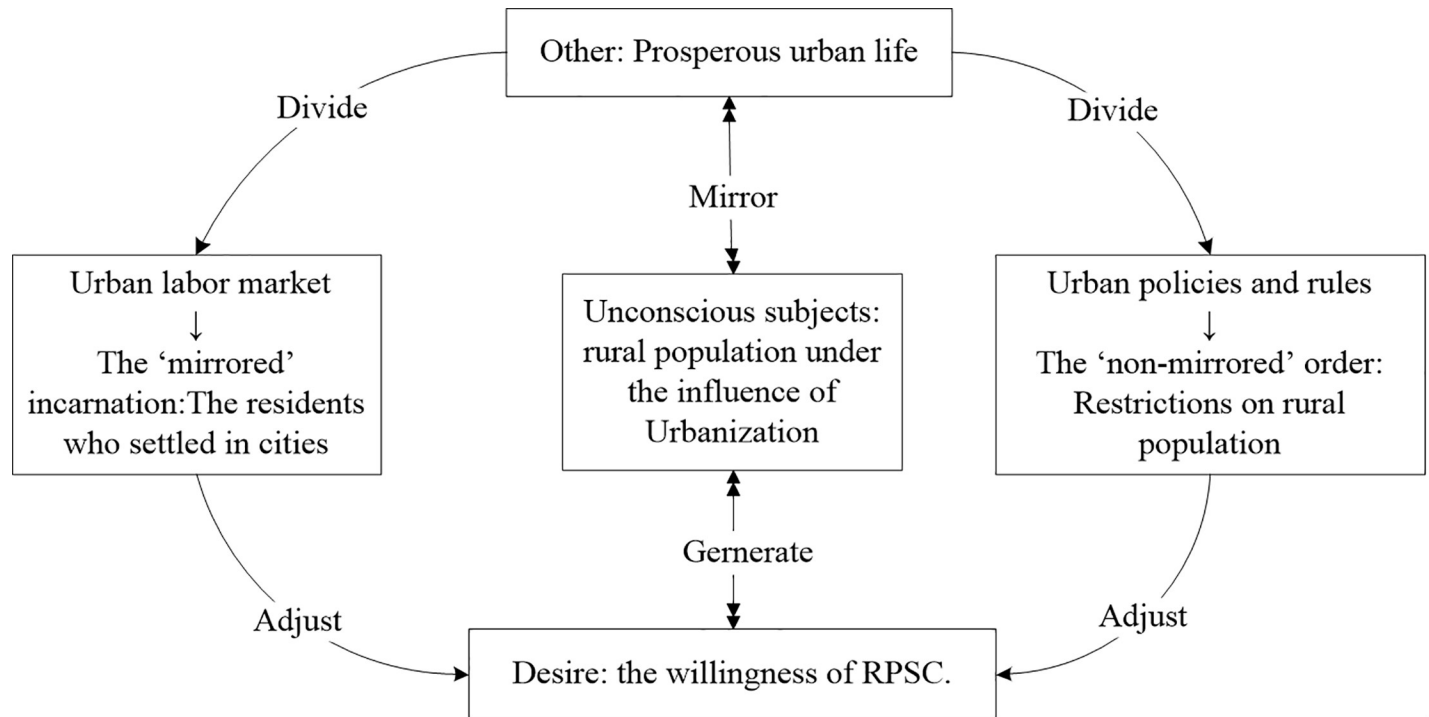 Other: Prosperous urban life
Divide
Divide
Mirror
Urban labor market
↓
The ‘mirrored’
incarnation:The residents
who settled in cities
Unconscious subjects:
rural population under
the influence of
Urbanization
Urban policies and rules
↓
The ‘non-mirrored’ order:
Restrictions on rural
population
Gernerate
Adjust
Adjust
Desire: the willingness of RPSC.